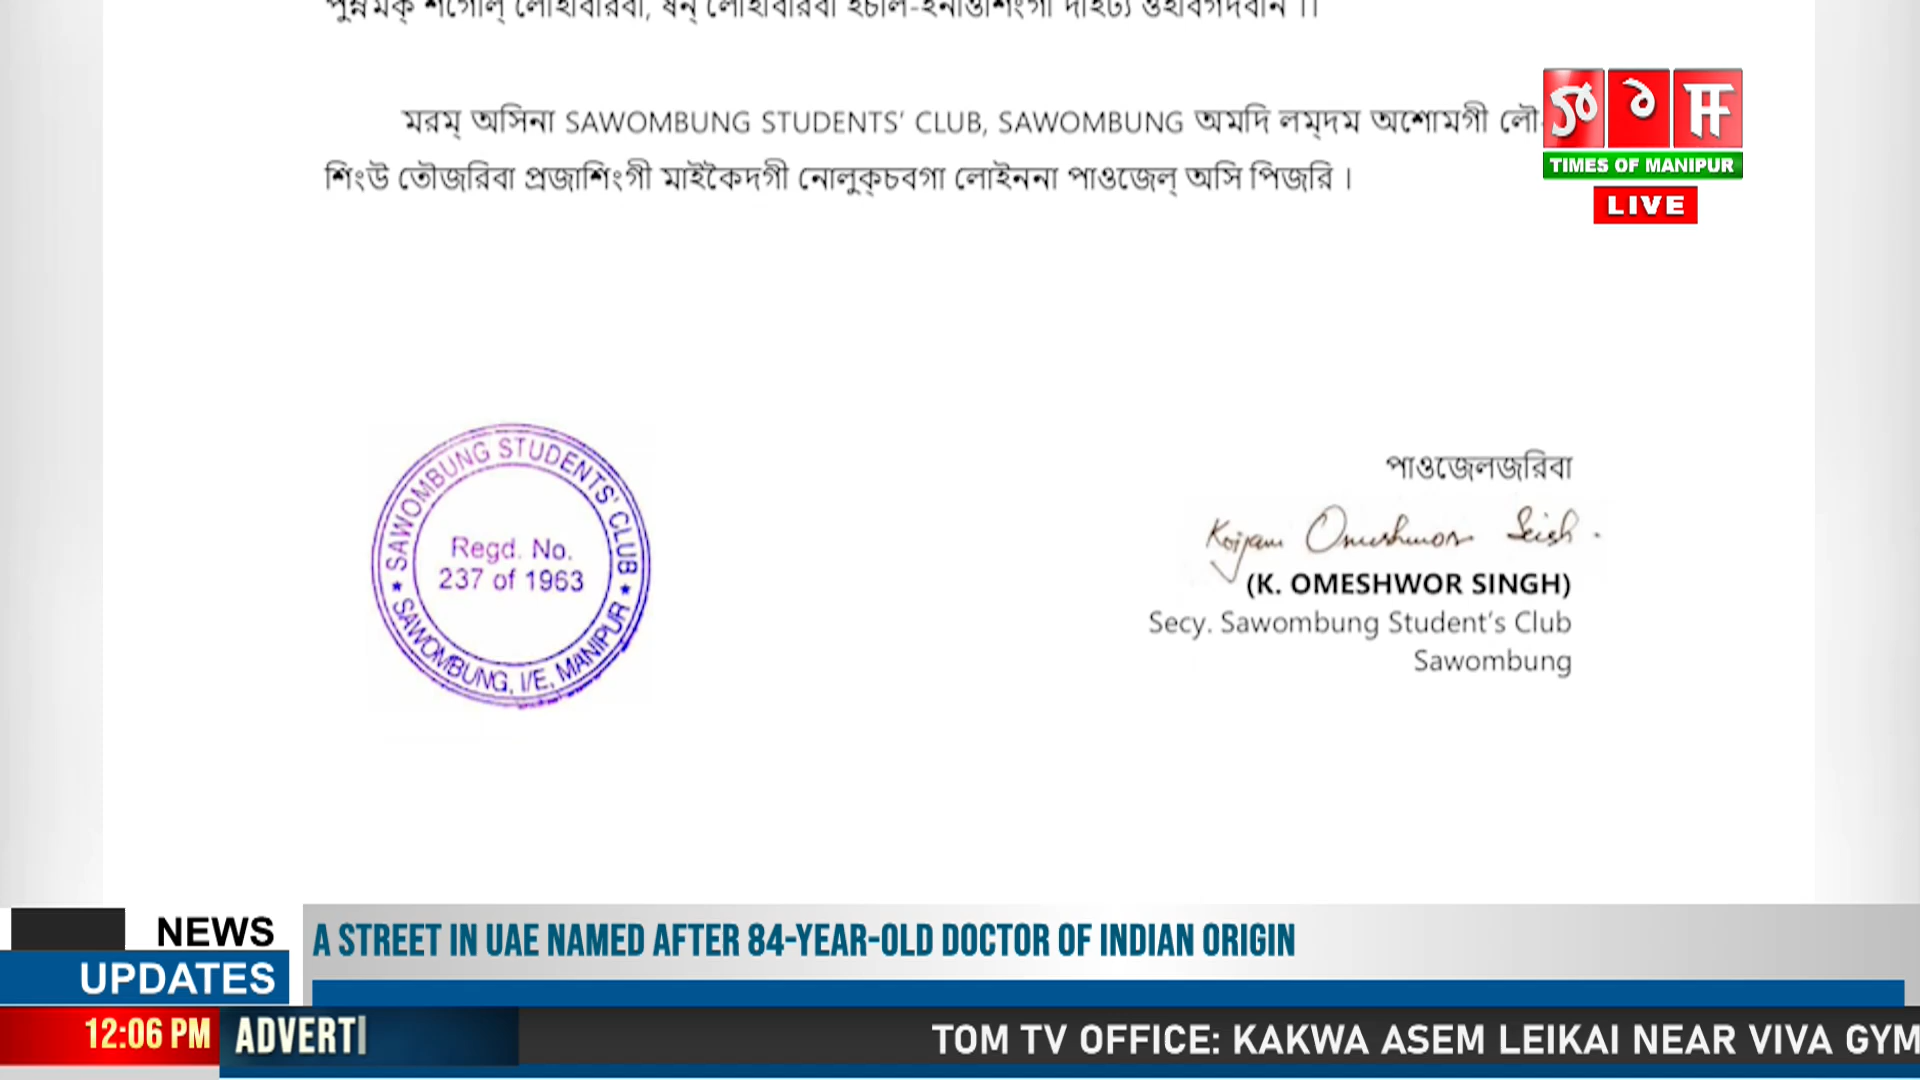 মরম্ অসিনা SAWOMBUNG STUDENTS’ CLUB, SAWOMBUNG অমদি লম্দম অশোমগী লৌ-
শিংউ তৌজরিবা প্রজাশিংগী মাইকৈদগী নোলুক্চবগা লোইননা পাওজেল্ অসি পিজরি ।
TIMES OF MANIPUR
LIVE
SAWOMBUNG STUDENTS' CLUB
Regd. No.
237 of 1963
SAWOMBUNG, I/E, MANIPUR
পাওজেলজরিবা
Koijam Omeshwor Singh.
(K. OMESHWOR SINGH)
Secy. Sawombung Student’s Club
Sawombung
NEWS
UPDATES
A STREET IN UAE NAMED AFTER 84-YEAR-OLD DOCTOR OF INDIAN ORIGIN
12:06 PM
ADVERTI
TOM TV OFFICE: KAKWA ASEM LEIKAI NEAR VIVA GYM